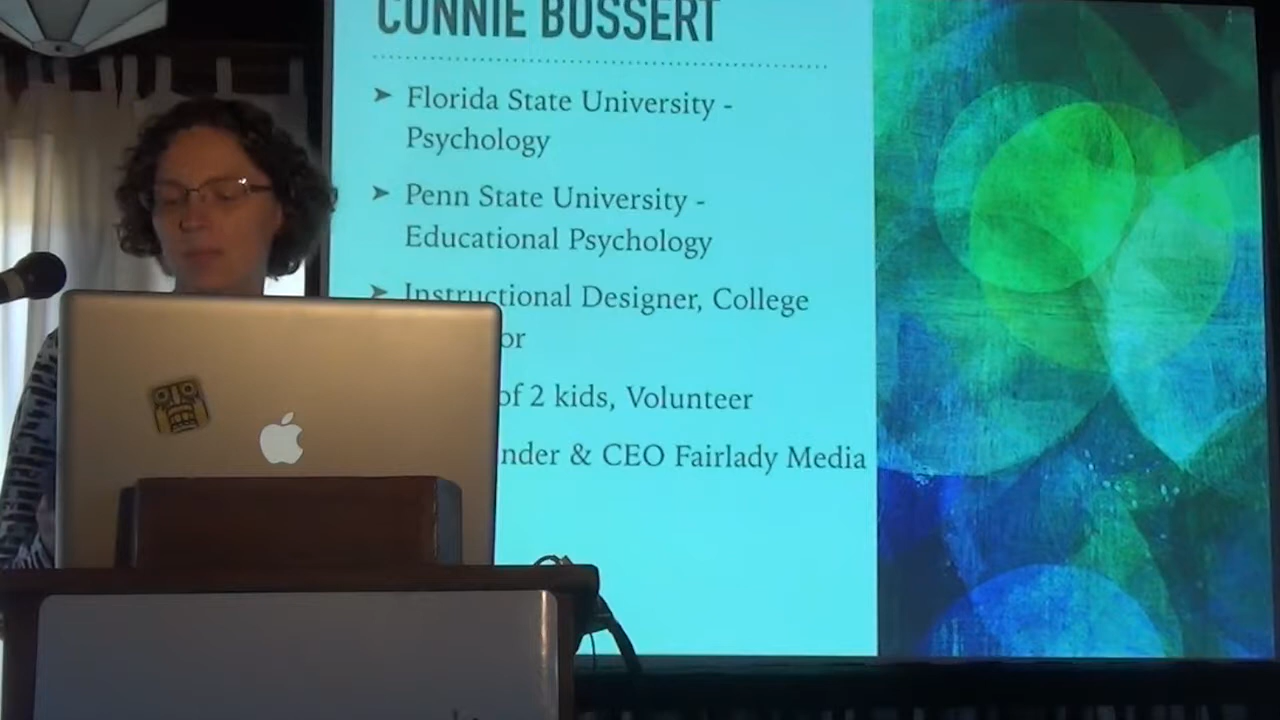 CONNIE BOSSERT
➤ Florida State University -
Psychology
➤ Penn State University -
Educational Psychology
➤ Instructional Designer, College
or
of 2 kids, Volunteer
nder & CEO Fairlady Media